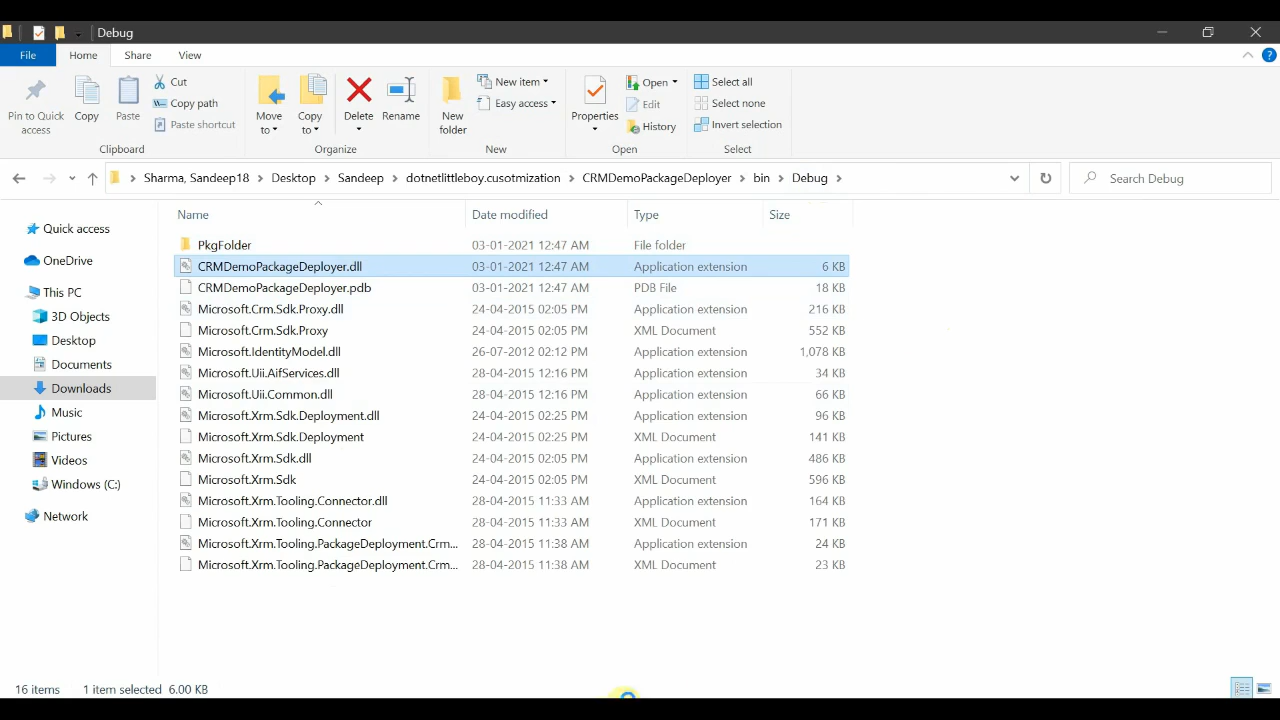 Debug
File
Home
Share
View
Pin to Quick access
Copy
Paste
Cut
Copy path
Paste shortcut
Clipboard
Move to
Copy to
Delete
Rename
Organize
New folder
New item
Easy access
New
Properties
Open
Edit
History
Open
Select all
Select none
Invert selection
Select
Sharma, Sandeep18 > Desktop > Sandeep > dotnetlittleboy.cusotmization > CRMDemoPackageDeployer > bin > Debug >
Search Debug
Quick access
OneDrive
This PC
3D Objects
Desktop
Documents
Downloads
Music
Pictures
Videos
Windows (C:)
Network
Name Date modified Type Size
PkgFolder 03-01-2021 12:47 AM File folder
CRMDemoPackageDeployer.dll 03-01-2021 12:47 AM Application extension 6 KB
CRMDemoPackageDeployer.pdb 03-01-2021 12:47 AM PDB File 18 KB
Microsoft.Crm.Sdk.Proxy.dll 24-04-2015 02:05 PM Application extension 216 KB
Microsoft.Crm.Sdk.Proxy 24-04-2015 02:05 PM XML Document 552 KB
Microsoft.IdentityModel.dll 26-07-2012 02:12 PM Application extension 1,078 KB
Microsoft.Uii.AifServices.dll 28-04-2015 12:16 PM Application extension 34 KB
Microsoft.Uii.Common.dll 28-04-2015 12:16 PM Application extension 66 KB
Microsoft.Xrm.Sdk.Deployment.dll 24-04-2015 02:25 PM Application extension 96 KB
Microsoft.Xrm.Sdk.Deployment 24-04-2015 02:25 PM XML Document 141 KB
Microsoft.Xrm.Sdk.dll 24-04-2015 02:05 PM Application extension 486 KB
Microsoft.Xrm.Sdk 24-04-2015 02:05 PM XML Document 596 KB
Microsoft.Xrm.Tooling.Connector.dll 28-04-2015 11:33 AM Application extension 164 KB
Microsoft.Xrm.Tooling.Connector 28-04-2015 11:33 AM XML Document 171 KB
Microsoft.Xrm.Tooling.PackageDeployment.Crm... 28-04-2015 11:38 AM Application extension 24 KB
Microsoft.Xrm.Tooling.PackageDeployment.Crm... 28-04-2015 11:38 AM XML Document 23 KB
16 items 1 item selected 6.00 KB